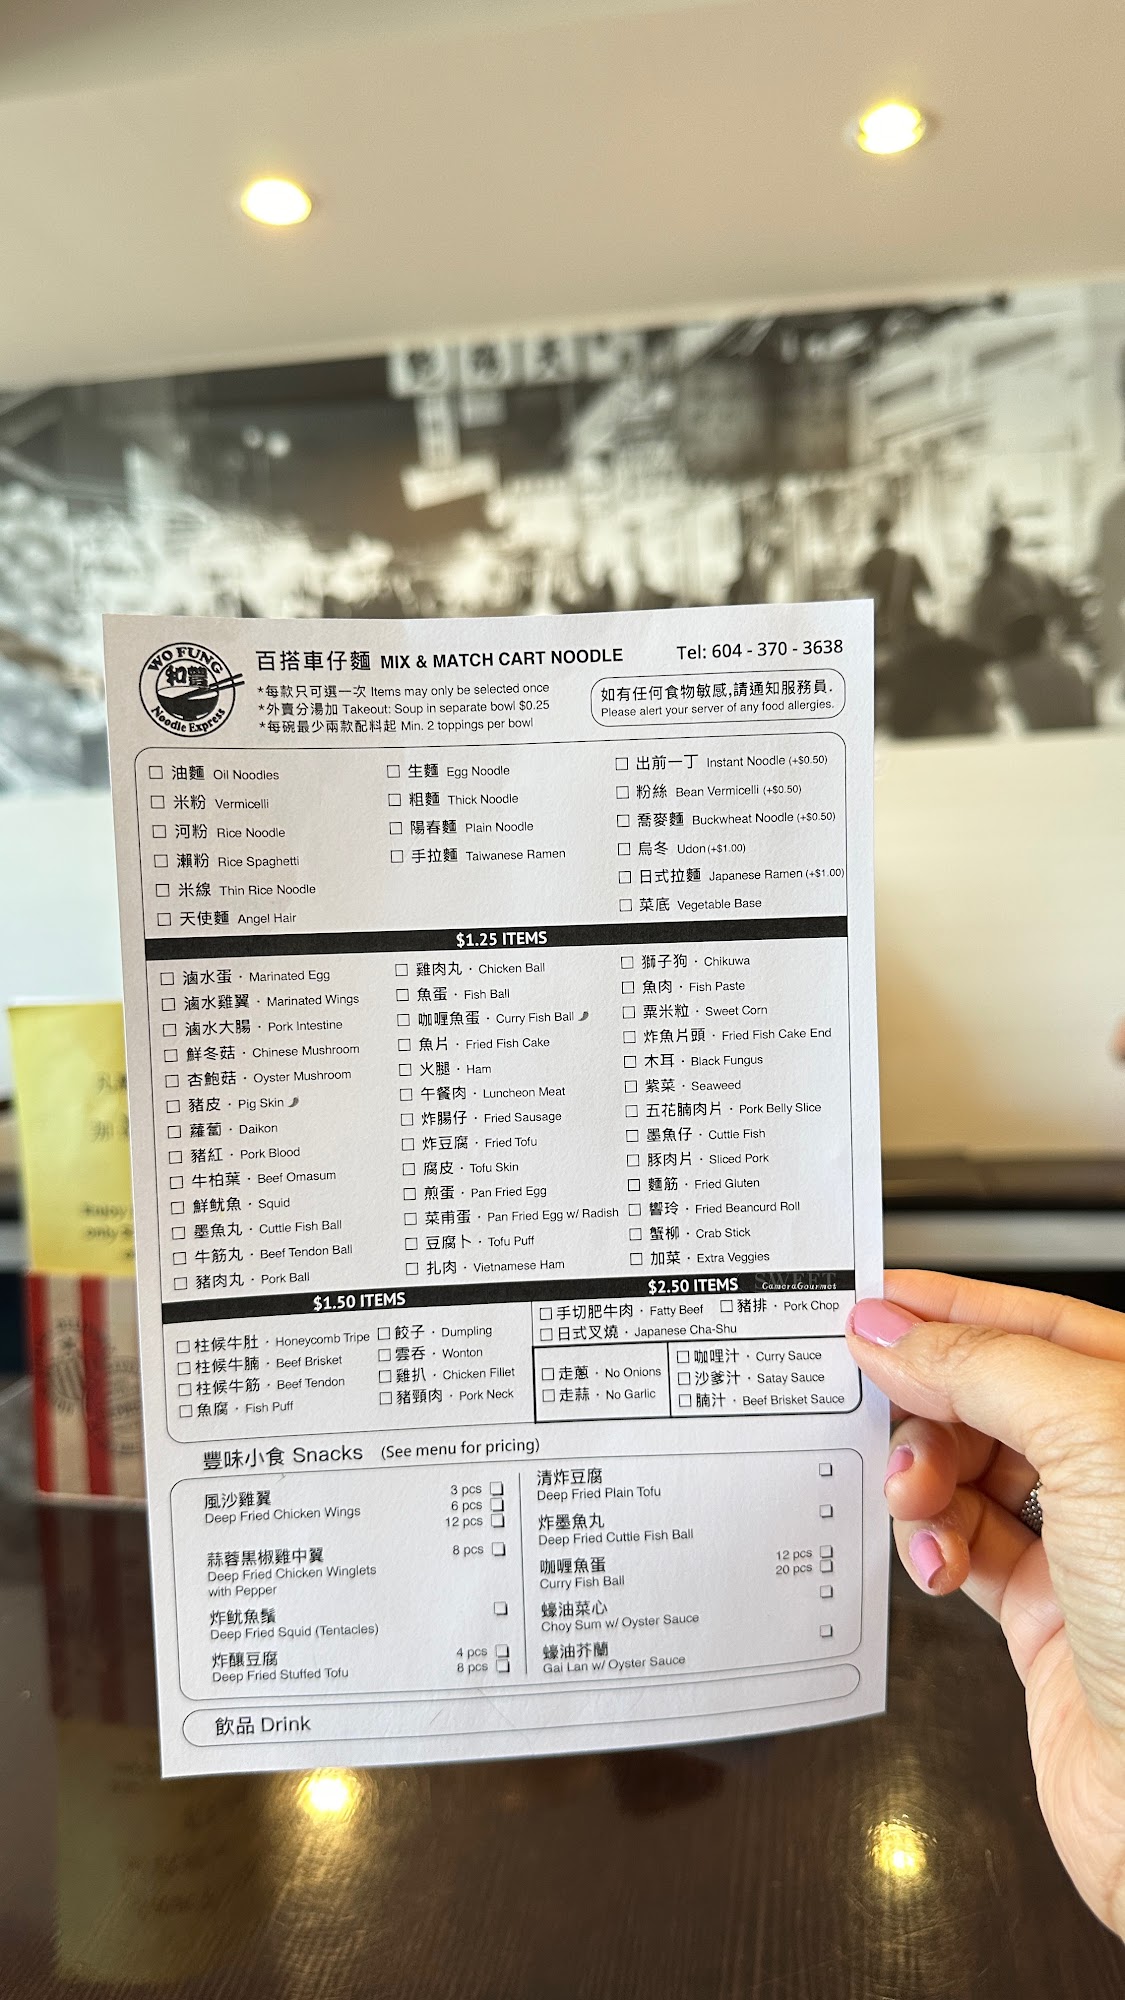 WO FUNG
和豐
Noodle Express
百搭車仔麵 MIX & MATCH CART NOODLE
Tel: 604 - 370 - 3638
*每款只可選一次 Items may only be selected once
*外賣分湯加 Takeout: Soup in separate bowl $0.25
*每碗最少兩款配料起 Min. 2 toppings per bowl
如有任何食物敏感,請通知服務員.
Please alert your server of any food allergies.
油麵 Oil Noodles
米粉 Vermicelli
河粉 Rice Noodle
瀨粉 Rice Spaghetti
米線 Thin Rice Noodle
天使麵 Angel Hair
生麵 Egg Noodle
粗麵 Thick Noodle
陽春麵 Plain Noodle
手拉麵 Taiwanese Ramen
出前一丁 Instant Noodle (+$0.50)
粉絲 Bean Vermicelli (+$0.50)
喬麥麵 Buckwheat Noodle (+$0.50)
烏冬 Udon (+$1.00)
日式拉麵 Japanese Ramen (+$1.00)
菜底 Vegetable Base
$1.25 ITEMS
滷水蛋 · Marinated Egg
滷水雞翼 · Marinated Wings
滷水大腸 · Pork Intestine
鮮冬菇 · Chinese Mushroom
杏鮑菇 · Oyster Mushroom
豬皮 · Pig Skin
蘿蔔 · Daikon
豬紅 · Pork Blood
牛柏葉 · Beef Omasum
鮮魷魚 · Squid
墨魚丸 · Cuttle Fish Ball
牛筋丸 · Beef Tendon Ball
豬肉丸 · Pork Ball
雞肉丸 · Chicken Ball
魚蛋 · Fish Ball
咖喱魚蛋 · Curry Fish Ball
魚片 · Fried Fish Cake
火腿 · Ham
午餐肉 · Luncheon Meat
炸腸仔 · Fried Sausage
炸豆腐 · Fried Tofu
腐皮 · Tofu Skin
煎蛋 · Pan Fried Egg
菜甫蛋 · Pan Fried Egg w/ Radish
豆腐卜 · Tofu Puff
扎肉 · Vietnamese Ham
獅子狗 · Chikuwa
魚肉 · Fish Paste
粟米粒 · Sweet Corn
炸魚片頭 · Fried Fish Cake End
木耳 · Black Fungus
紫菜 · Seaweed
五花腩肉片 · Pork Belly Slice
墨魚仔 · Cuttle Fish
豚肉片 · Sliced Pork
麵筋 · Fried Gluten
響玲 · Fried Beancurd Roll
蟹柳 · Crab Stick
加菜 · Extra Veggies
$1.50 ITEMS
柱候牛肚 · Honeycomb Tripe
柱候牛腩 · Beef Brisket
柱候牛筋 · Beef Tendon
魚腐 · Fish Puff
餃子 · Dumpling
雲吞 · Wonton
雞扒 · Chicken Fillet
豬頸肉 · Pork Neck
$2.50 ITEMS
SWEET
CameraGourmet
手切肥牛肉 · Fatty Beef
豬排 · Pork Chop
日式叉燒 · Japanese Cha-Shu
走蔥 · No Onions
走蒜 · No Garlic
咖哩汁 · Curry Sauce
沙爹汁 · Satay Sauce
腩汁 · Beef Brisket Sauce
豐味小食 Snacks (See menu for pricing)
風沙雞翼 3 pcs
Deep Fried Chicken Wings 6 pcs
12 pcs
蒜蓉黑椒雞中翼 8 pcs
Deep Fried Chicken Winglets
with Pepper
炸魷魚鬚
Deep Fried Squid (Tentacles)
炸釀豆腐 4 pcs
Deep Fried Stuffed Tofu 8 pcs
清炸豆腐
Deep Fried Plain Tofu
炸墨魚丸
Deep Fried Cuttle Fish Ball
咖喱魚蛋 12 pcs
Curry Fish Ball 20 pcs
蠔油菜心
Choy Sum w/ Oyster Sauce
蠔油芥蘭
Gai Lan w/ Oyster Sauce
飲品 Drink